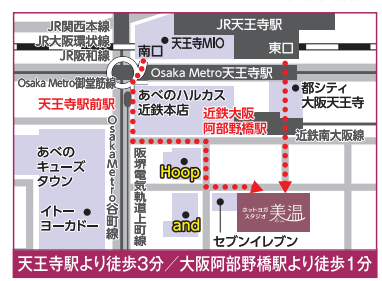 JR関西本線
JR大阪環状線
JR阪和線
Osaka Metro御堂筋線
JR天王寺駅
南口
天王寺MIO
東口
Osaka Metro天王寺駅
天王寺駅前駅
あべのハルカス
近鉄本店
都シティ
大阪天王寺
近鉄大阪
阿部野橋駅
近鉄南大阪線
OsakaMetro谷町線
阪堺電気軌道上町線
あべの
キューズ
タウン
イトー
ヨーカドー
Hoop
and
セブンイレブン
ホットヨガ
スタジオ
美温
天王寺駅より徒歩3分／大阪阿部野橋駅より徒歩1分